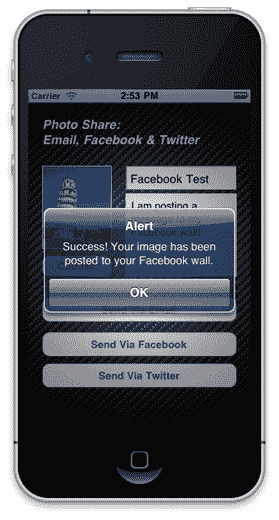 Carrier 2:53 PM
Photo Share:
Email, Facebook & Twitter
Facebook Test
I am posting a
Alert
Success! Your image has been
posted to your Facebook wall.
OK
Send Via Facebook
Send Via Twitter